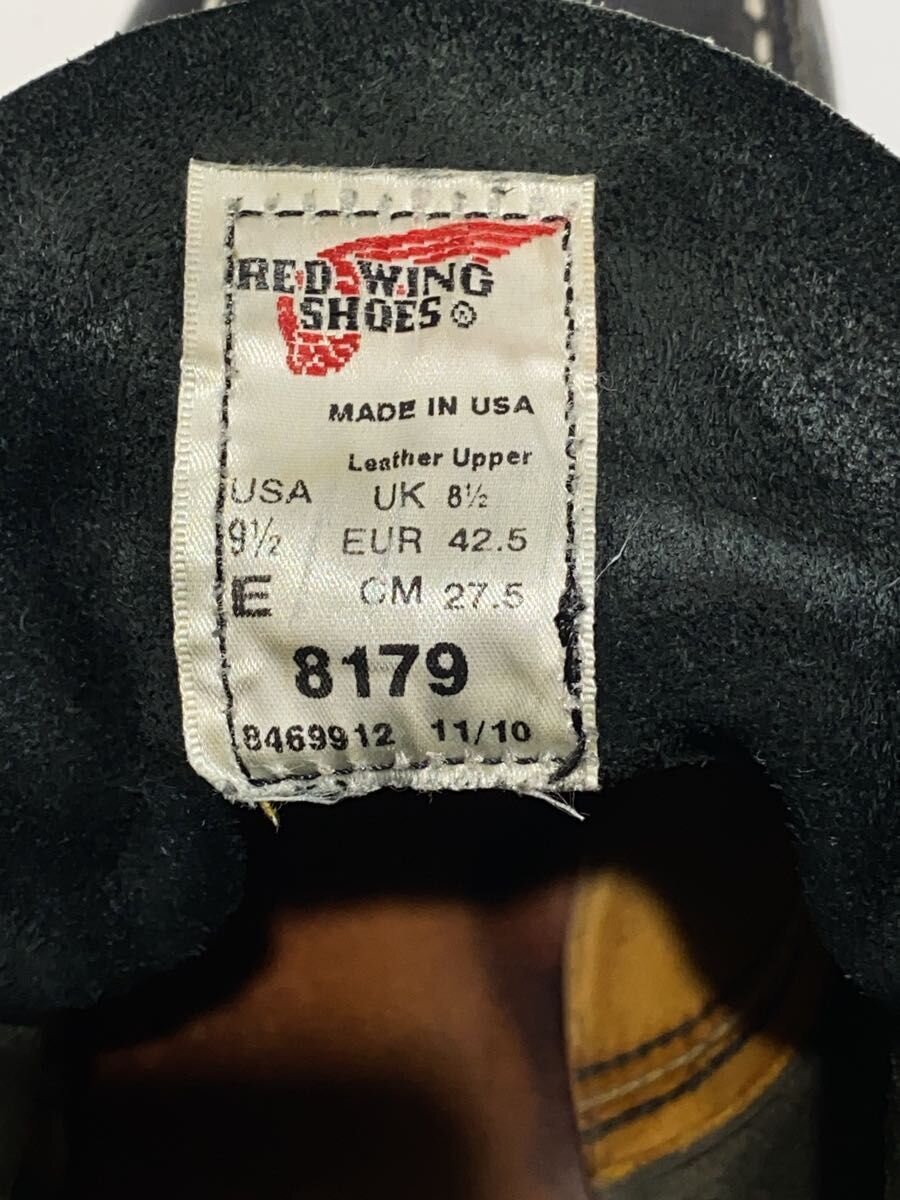 RED WING
SHOES ®
MADE IN USA
Leather Upper
USA UK 8½
9½ EUR 42.5
E CM 27.5
8179
8469912 11/10